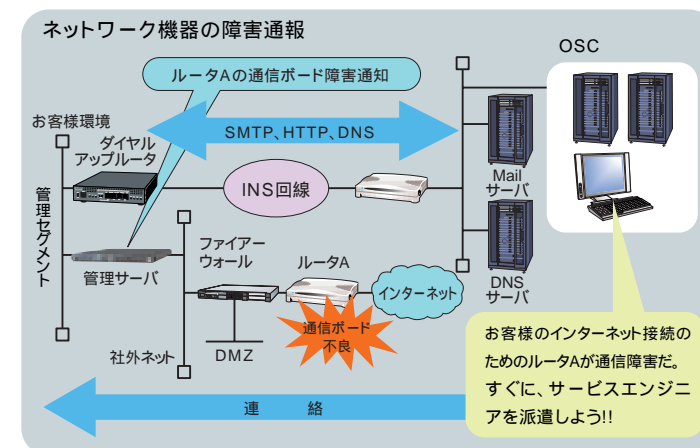 ネットワーク機器の障害通報
OSC
ルータAの通信ボード障害通知
お客様環境
SMTP、HTTP、DNS
ダイヤル
アップルータ
Mail
サーバ
INS回線
管理セグメント
管理サーバ
ファイアー
ウォール
ルータA
インターネット
DNS
サーバ
通信ボード
不良
社外ネット
DMZ
お客様のインターネット接続の
ためのルータAが通信障害だ。
すぐに、サービスエンジニ
アを派遣しよう!!
連 絡